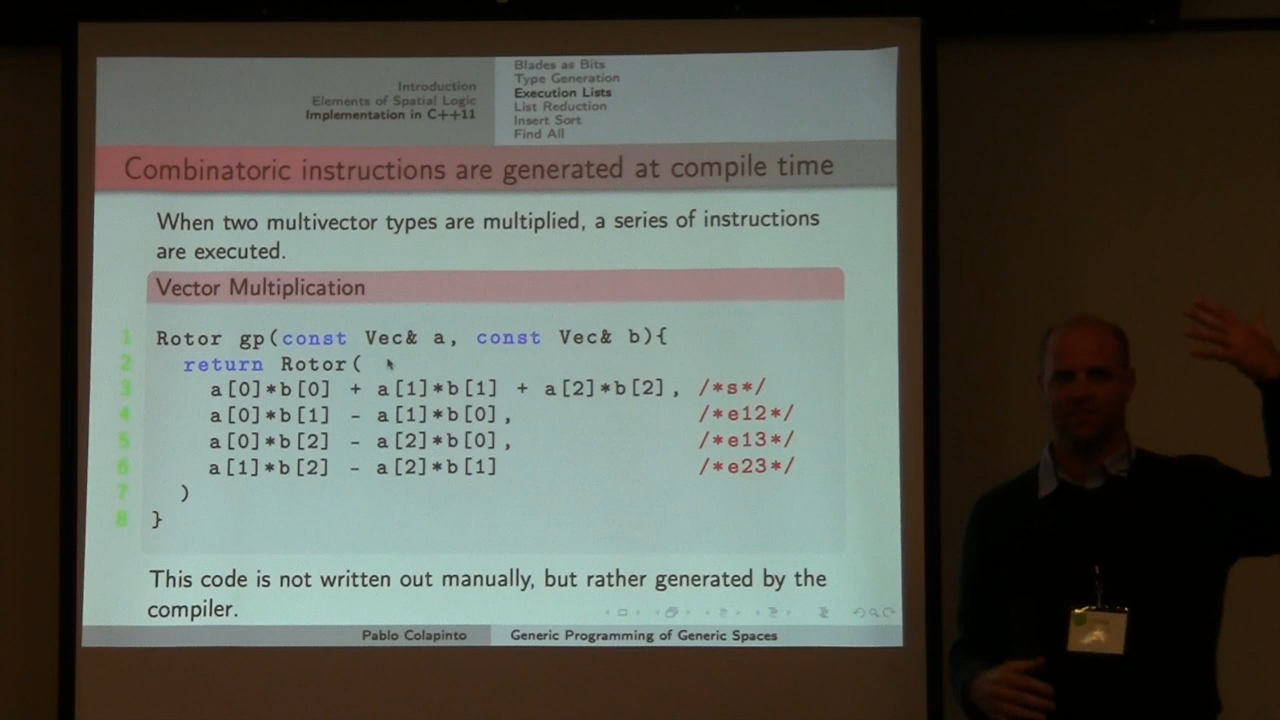 Introduction
Elements of Spatial Logic
Implementation in C++11
Blades as Bits
Type Generation
Execution Lists
List Reduction
Insert Sort
Find All
Combinatoric instructions are generated at compile time
When two multivector types are multiplied, a series of instructions
are executed.
Vector Multiplication
1 Rotor gp(const Vec& a, const Vec& b){
2 return Rotor(
3 a[0]*b[0] + a[1]*b[1] + a[2]*b[2], /*s*/
4 a[0]*b[1] - a[1]*b[0], /*e12*/
5 a[0]*b[2] - a[2]*b[0], /*e13*/
6 a[1]*b[2] - a[2]*b[1] /*e23*/
7 )
8 }
This code is not written out manually, but rather generated by the
compiler.
Pablo Colapinto Generic Programming of Generic Spaces